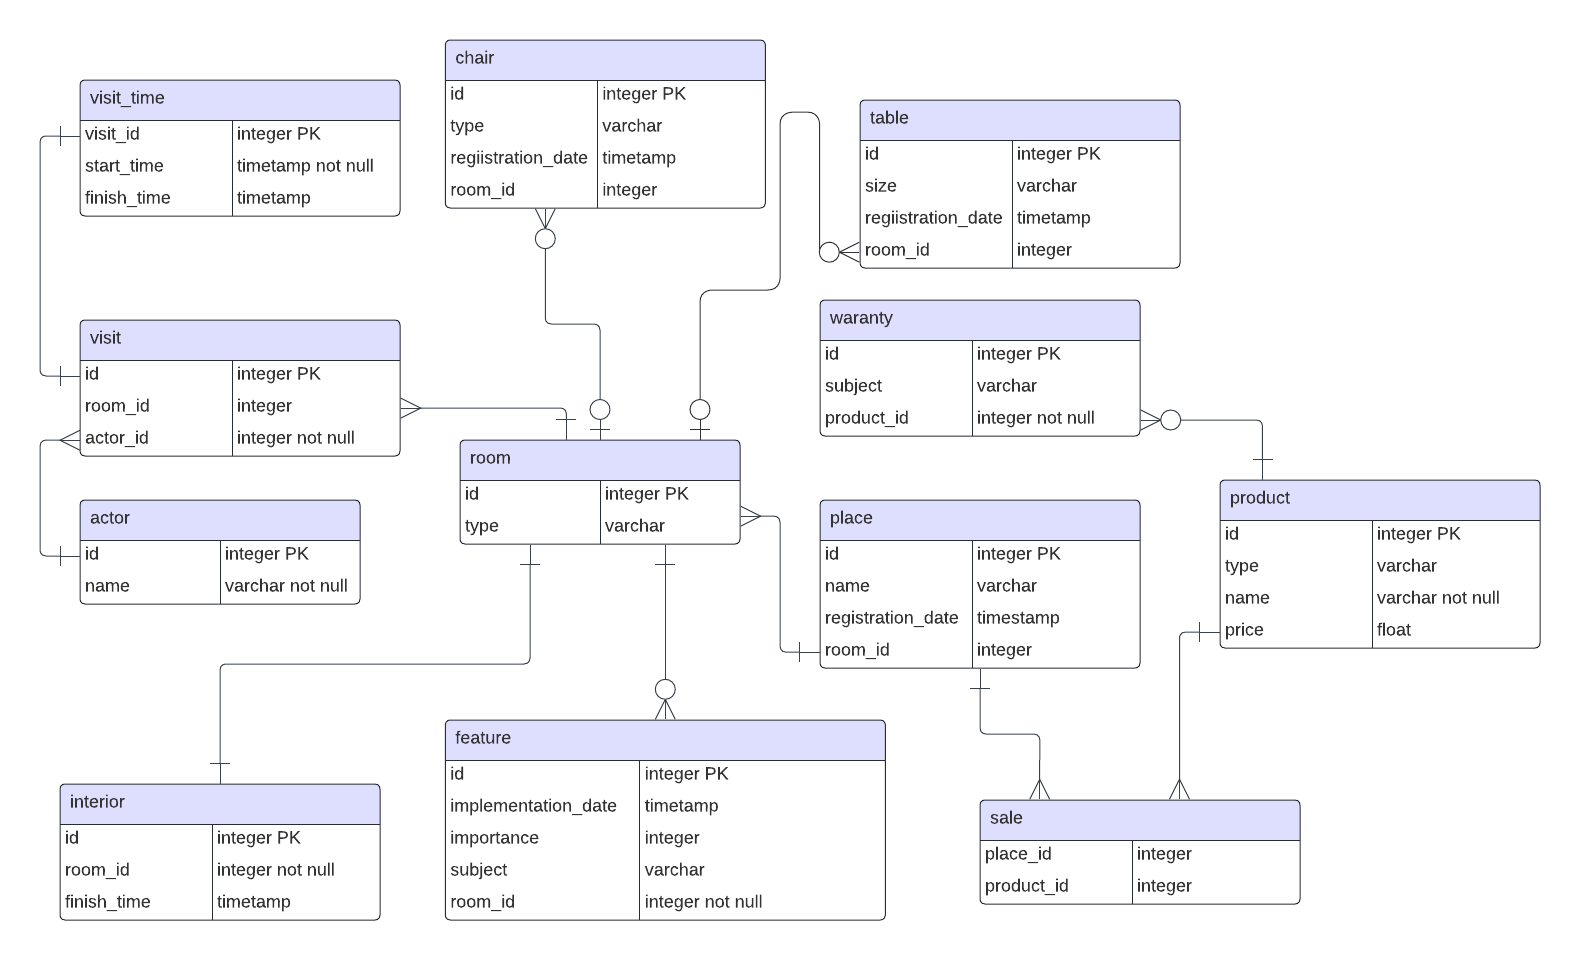 chair
id integer PK
type varchar
regiistration_date timetamp
room_id integer
visit_time
visit_id integer PK
start_time timetamp not null
finish_time timetamp
table
id integer PK
size varchar
regiistration_date timetamp
room_id integer
visit
id integer PK
room_id integer
actor_id integer not null
waranty
id integer PK
subject varchar
product_id integer not null
room
id integer PK
type varchar
actor
id integer PK
name varchar not null
place
id integer PK
name varchar
registration_date timestamp
room_id integer
product
id integer PK
type varchar
name varchar not null
price float
interior
id integer PK
room_id integer not null
finish_time timetamp
feature
id integer PK
implementation_date timetamp
importance integer
subject varchar
room_id integer not null
sale
place_id integer
product_id integer